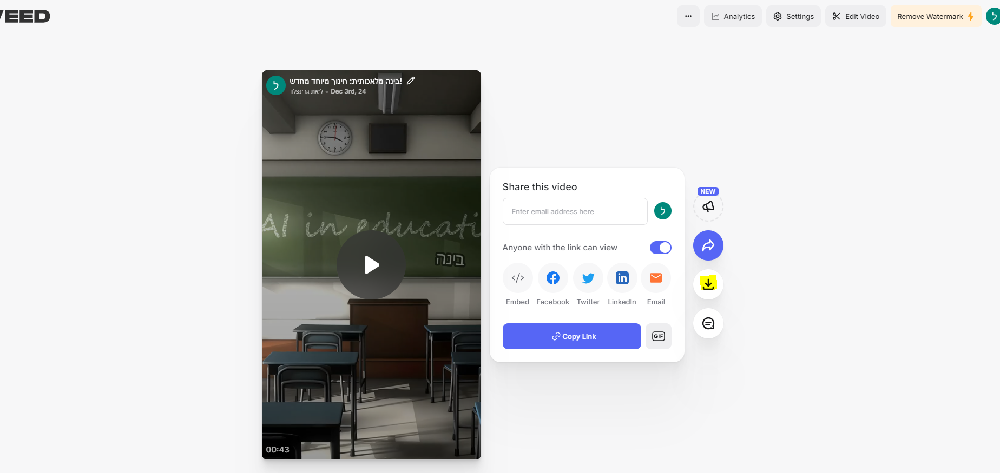 VEED
Analytics
Settings
Edit Video
Remove Watermark
ל
ל
בינה מלאכותית: חינוך מיוחד מחדש!
ליאת גרינפלד • Dec 3rd, 24
AI in educati
בינה
00:43
Share this video
Enter email address here
ל
Anyone with the link can view
Embed
Facebook
Twitter
LinkedIn
Email
Copy Link
GIF
NEW